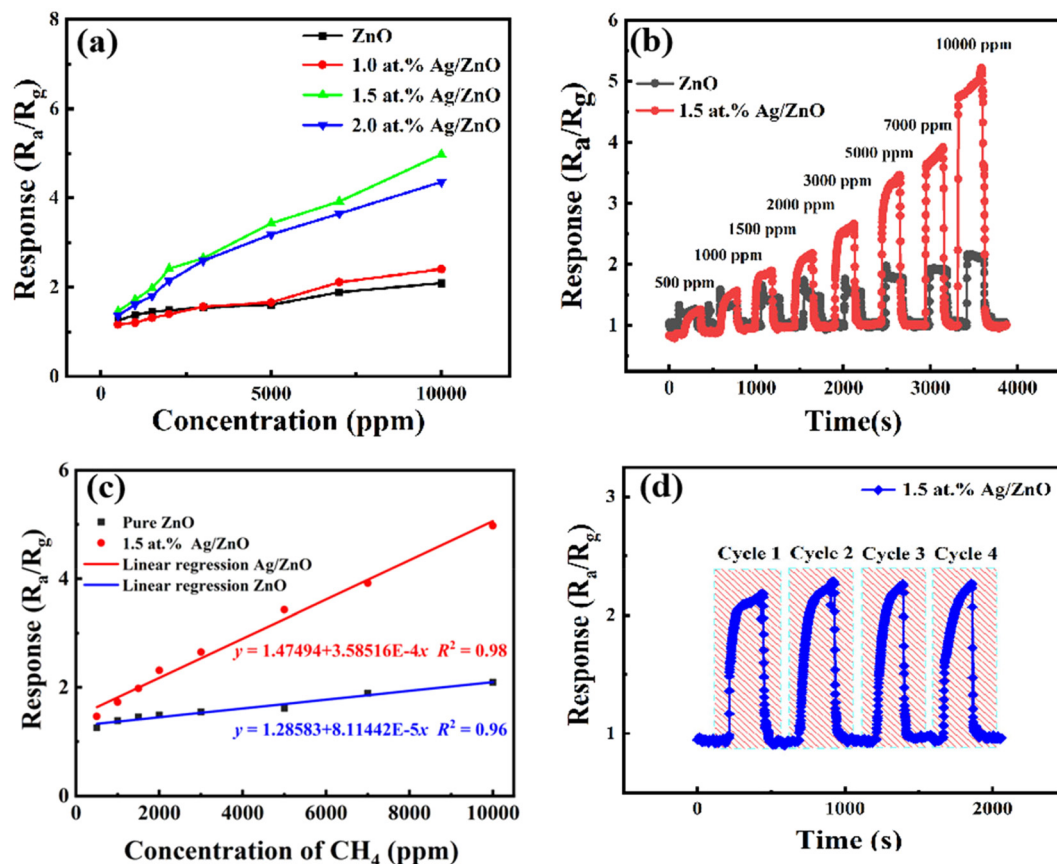 (a)
ZnO
1.0 at.% Ag/ZnO
1.5 at.% Ag/ZnO
2.0 at.% Ag/ZnO
Response (Ra/Rg)
8
6
4
2
0
0
5000
10000
Concentration (ppm)
(b)
ZnO
1.5 at.% Ag/ZnO
500 ppm
1000 ppm
1500 ppm
2000 ppm
3000 ppm
5000 ppm
7000 ppm
10000 ppm
Response (Ra/Rg)
6
5
4
3
2
1
0
1000
2000
3000
4000
Time(s)
(c)
Pure ZnO
1.5 at.% Ag/ZnO
Linear regression Ag/ZnO
Linear regression ZnO
y = 1.47494+3.58516E-4x R² = 0.98
y = 1.28583+8.11442E-5x R² = 0.96
Response (Ra/Rg)
6
4
2
0
0
2000
4000
6000
8000
10000
Concentration of CH₄ (ppm)
(d)
1.5 at.% Ag/ZnO
Cycle 1
Cycle 2
Cycle 3
Cycle 4
Response (Ra/Rg)
3
2
1
0
1000
2000
Time (s)